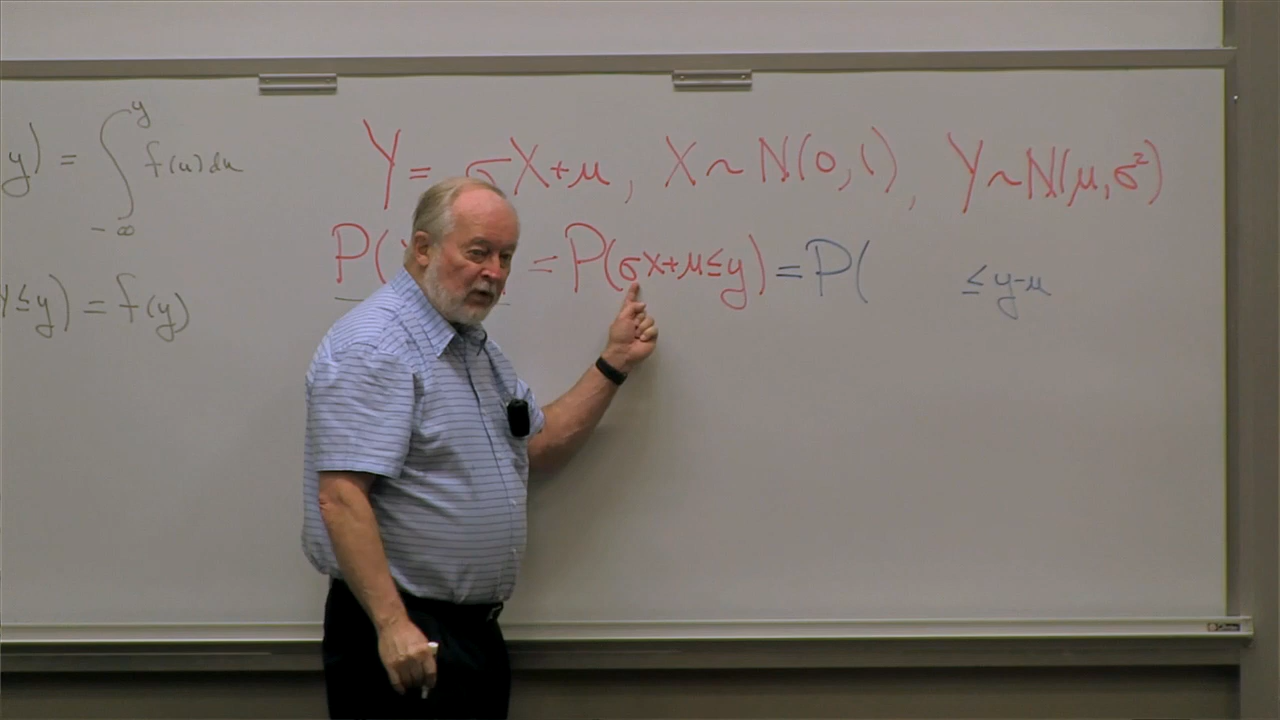 y) = ∫_{-∞}^{y} f(u)du
Y≤y) = f(y)
Y = σX+μ, X~N(0,1), Y~N(μ,σ²)
P( = P(σX+μ≤y) = P( ≤ y-μ